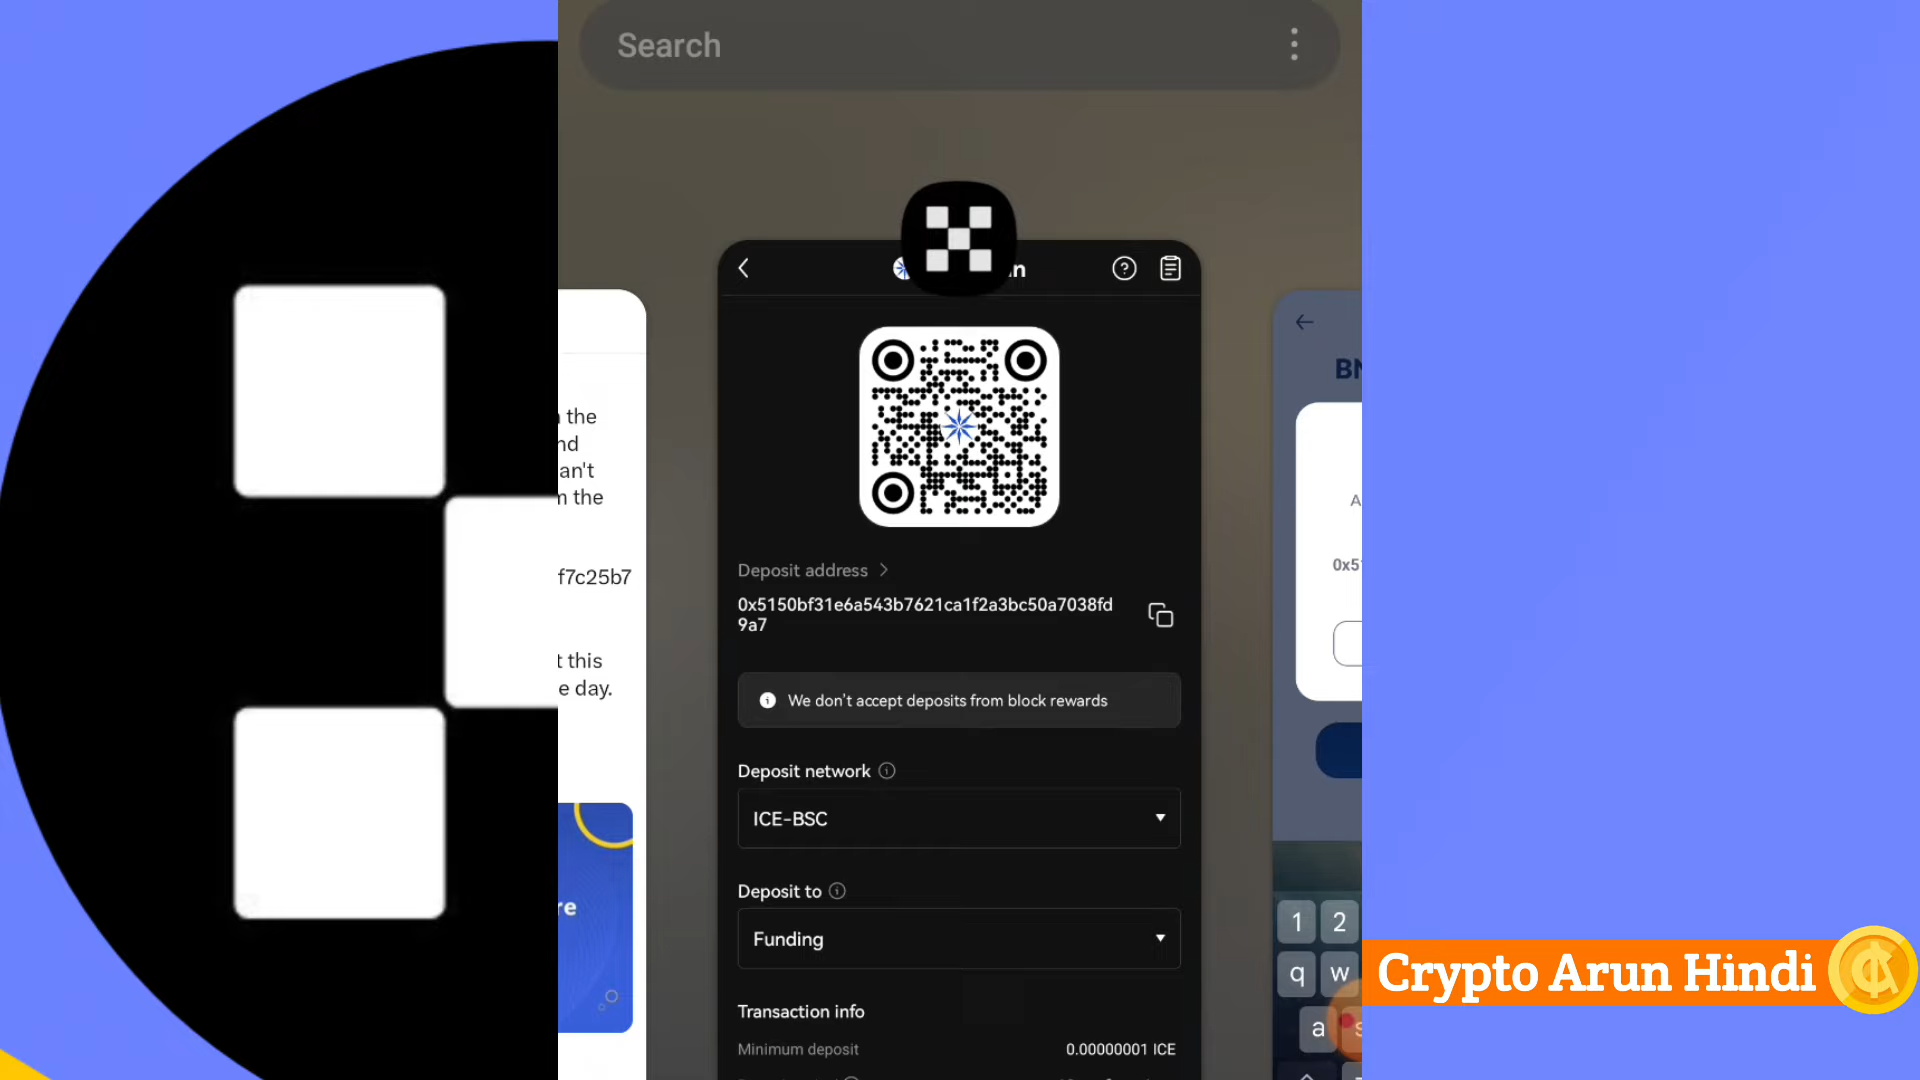 Search
n the
nd
an't
m the
f7c25b7
t this
e day.
re
n
Deposit address
0x5150bf31e6a543b7621ca1f2a3bc50a7038fd
9a7
We don't accept deposits from block rewards
Deposit network
ICE-BSC
Deposit to
Funding
Transaction info
Minimum deposit
0.00000001 ICE
BN
A
0x5
1 2
q w
a s
Crypto Arun Hindi